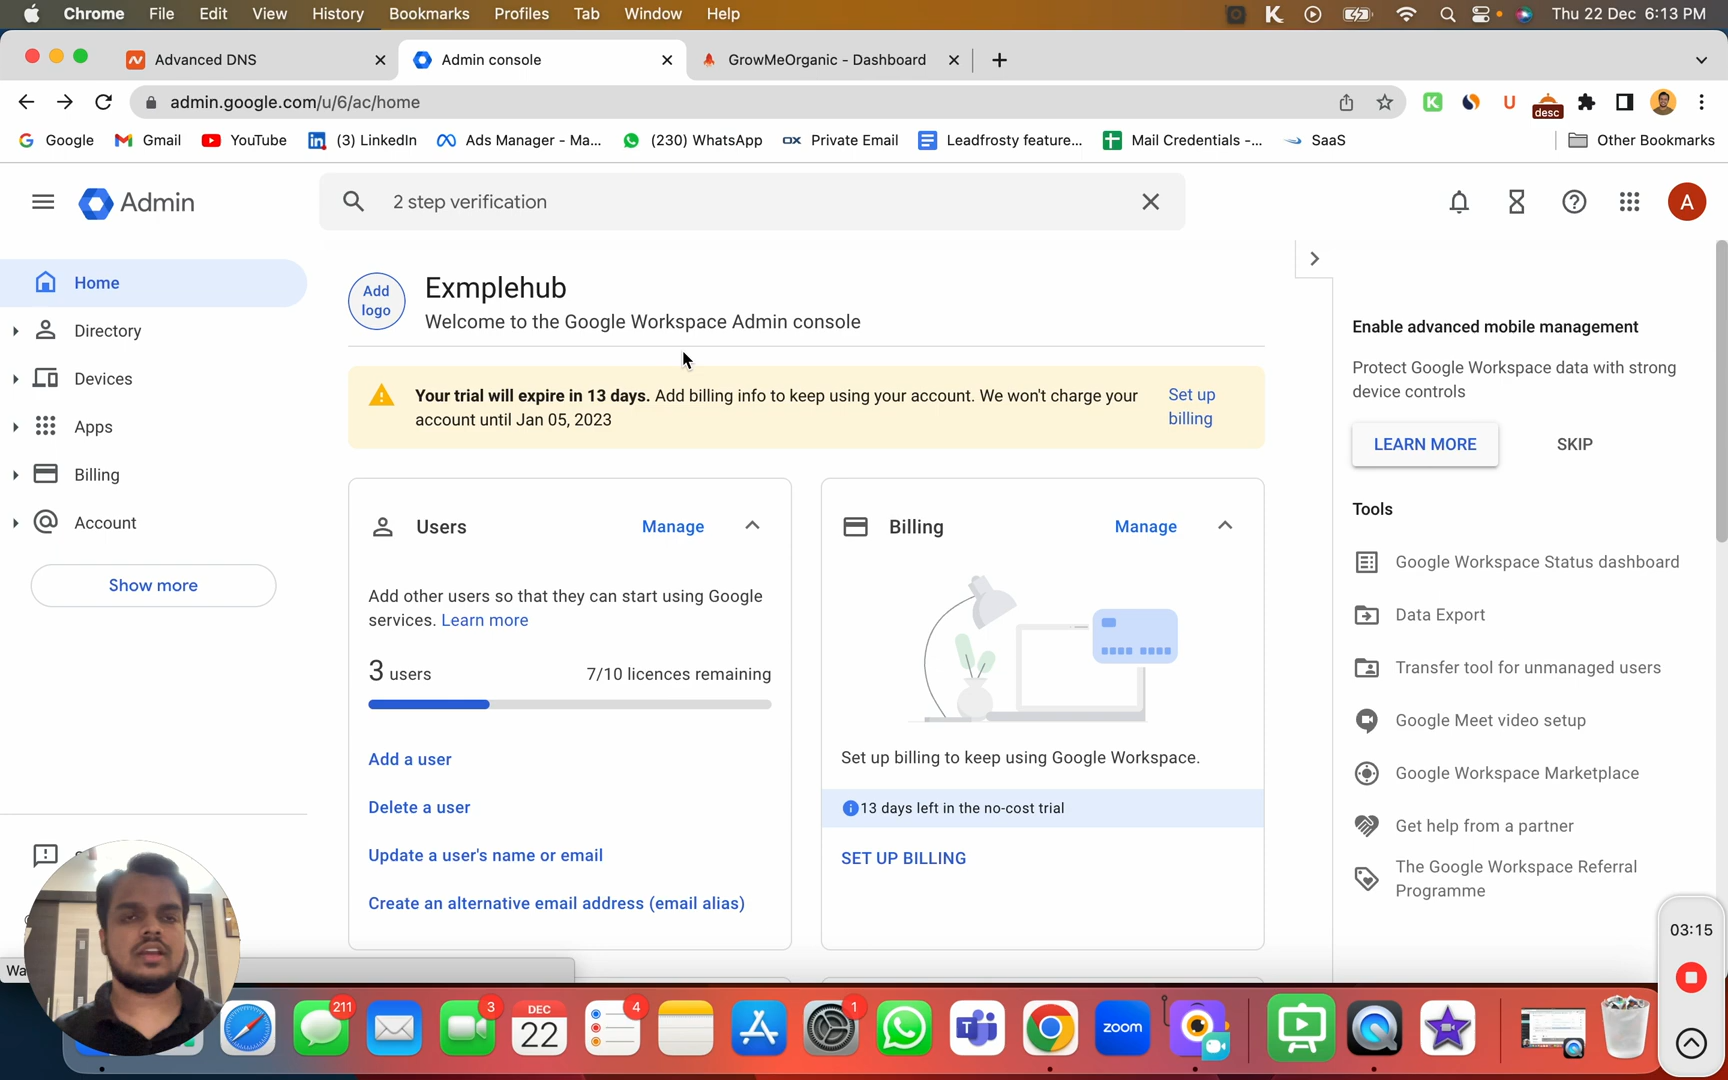 Chrome File Edit View History Bookmarks Profiles Tab Window Help Thu 22 Dec 6:13 PM
Advanced DNS Admin console GrowMeOrganic - Dashboard
admin.google.com/u/6/ac/home
desc
Google Gmail YouTube (3) LinkedIn Ads Manager - Ma... (230) WhatsApp Private Email Leadfrosty feature... Mail Credentials -... SaaS Other Bookmarks
Admin
2 step verification
A
Home
Directory
Devices
Apps
Billing
Account
Show more
Add
logo
Exmplehub
Welcome to the Google Workspace Admin console
Your trial will expire in 13 days. Add billing info to keep using your account. We won't charge your
account until Jan 05, 2023
Set up
billing
Users Manage
Add other users so that they can start using Google
services. Learn more
3 users 7/10 licences remaining
Add a user
Delete a user
Update a user's name or email
Create an alternative email address (email alias)
Billing Manage
Set up billing to keep using Google Workspace.
13 days left in the no-cost trial
SET UP BILLING
Enable advanced mobile management
Protect Google Workspace data with strong
device controls
LEARN MORE SKIP
Tools
Google Workspace Status dashboard
Data Export
Transfer tool for unmanaged users
Google Meet video setup
Google Workspace Marketplace
Get help from a partner
The Google Workspace Referral
Programme
03:15
211
3
DEC
22
4
1
zoom